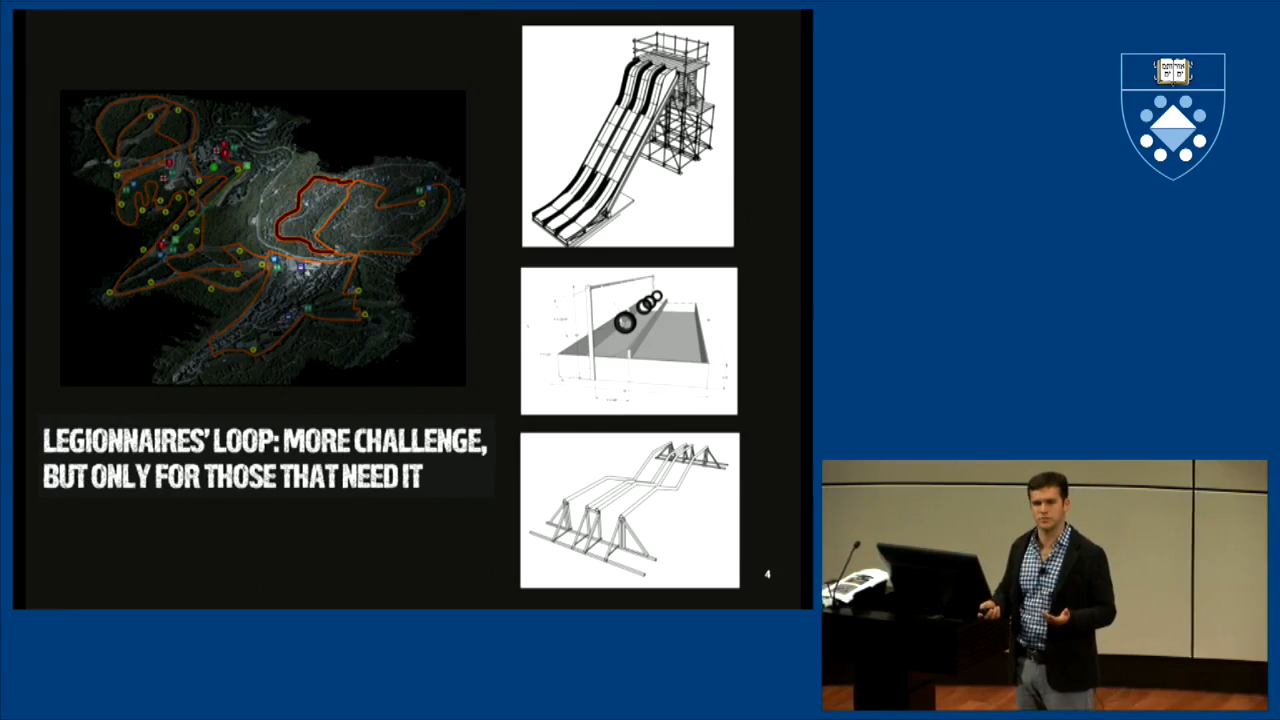 LEGIONNAIRES' LOOP: MORE CHALLENGE,
BUT ONLY FOR THOSE THAT NEED IT
4